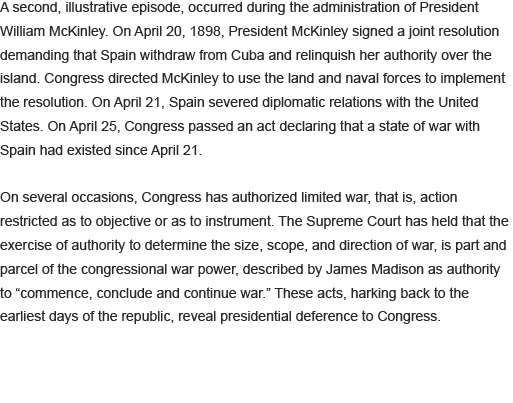 A second, illustrative episode, occurred during the administration of President
William McKinley. On April 20, 1898, President McKinley signed a joint resolution
demanding that Spain withdraw from Cuba and relinquish her authority over the
island. Congress directed McKinley to use the land and naval forces to implement
the resolution. On April 21, Spain severed diplomatic relations with the United
States. On April 25, Congress passed an act declaring that a state of war with
Spain had existed since April 21.

On several occasions, Congress has authorized limited war, that is, action
restricted as to objective or as to instrument. The Supreme Court has held that the
exercise of authority to determine the size, scope, and direction of war, is part and
parcel of the congressional war power, described by James Madison as authority
to “commence, conclude and continue war.” These acts, harking back to the
earliest days of the republic, reveal presidential deference to Congress.